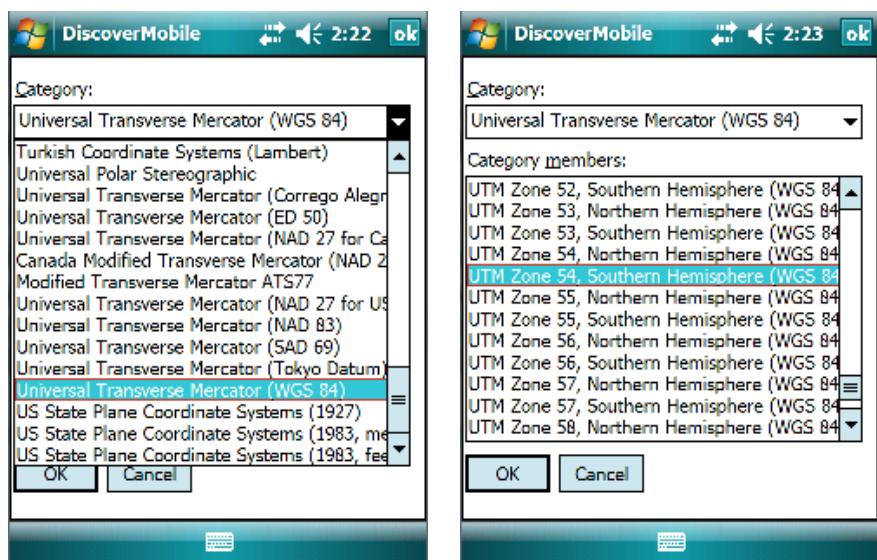 DiscoverMobile 2:22 ok
Category:
Universal Transverse Mercator (WGS 84)
Turkish Coordinate Systems (Lambert)
Universal Polar Stereographic
Universal Transverse Mercator (Corrego Alegr
Universal Transverse Mercator (ED 50)
Universal Transverse Mercator (NAD 27 for Ca
Canada Modified Transverse Mercator (NAD 2
Modified Transverse Mercator ATS77
Universal Transverse Mercator (NAD 27 for US
Universal Transverse Mercator (NAD 83)
Universal Transverse Mercator (SAD 69)
Universal Transverse Mercator (Tokyo Datum)
Universal Transverse Mercator (WGS 84)
US State Plane Coordinate Systems (1927)
US State Plane Coordinate Systems (1983, me
US State Plane Coordinate Systems (1983, fee
OK Cancel
DiscoverMobile 2:23 ok
Category:
Universal Transverse Mercator (WGS 84)
Category members:
UTM Zone 52, Southern Hemisphere (WGS 84
UTM Zone 53, Northern Hemisphere (WGS 84
UTM Zone 53, Southern Hemisphere (WGS 84
UTM Zone 54, Northern Hemisphere (WGS 84
UTM Zone 54, Southern Hemisphere (WGS 84
UTM Zone 55, Northern Hemisphere (WGS 84
UTM Zone 55, Southern Hemisphere (WGS 84
UTM Zone 56, Northern Hemisphere (WGS 84
UTM Zone 56, Southern Hemisphere (WGS 84
UTM Zone 57, Northern Hemisphere (WGS 84
UTM Zone 57, Southern Hemisphere (WGS 84
UTM Zone 58, Northern Hemisphere (WGS 84
OK Cancel